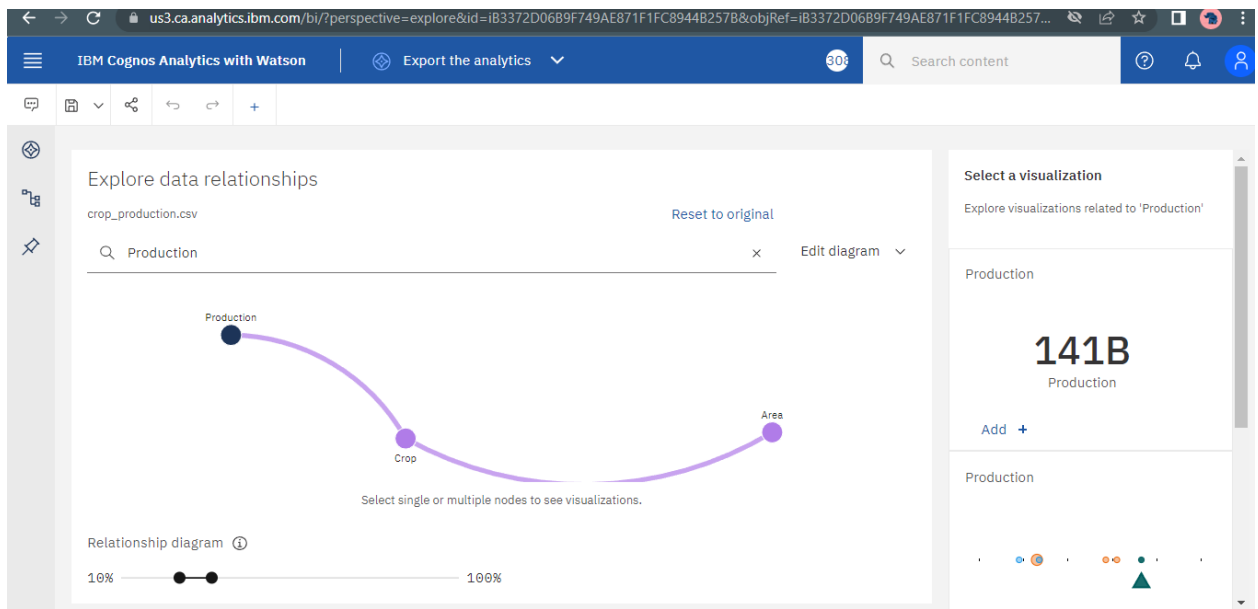 us3.ca.analytics.ibm.com/bi/?perspective=explore&id=iB3372D06B9F749AE871F1FC8944B257B&objRef=iB3372D06B9F749AE871F1FC8944B257...
IBM Cognos Analytics with Watson
Export the analytics
308
Search content
Explore data relationships
crop_production.csv
Reset to original
Production
Edit diagram
Production
Crop
Area
Select single or multiple nodes to see visualizations.
Relationship diagram
10%
100%
Select a visualization
Explore visualizations related to 'Production'
Production
141B
Production
Add +
Production